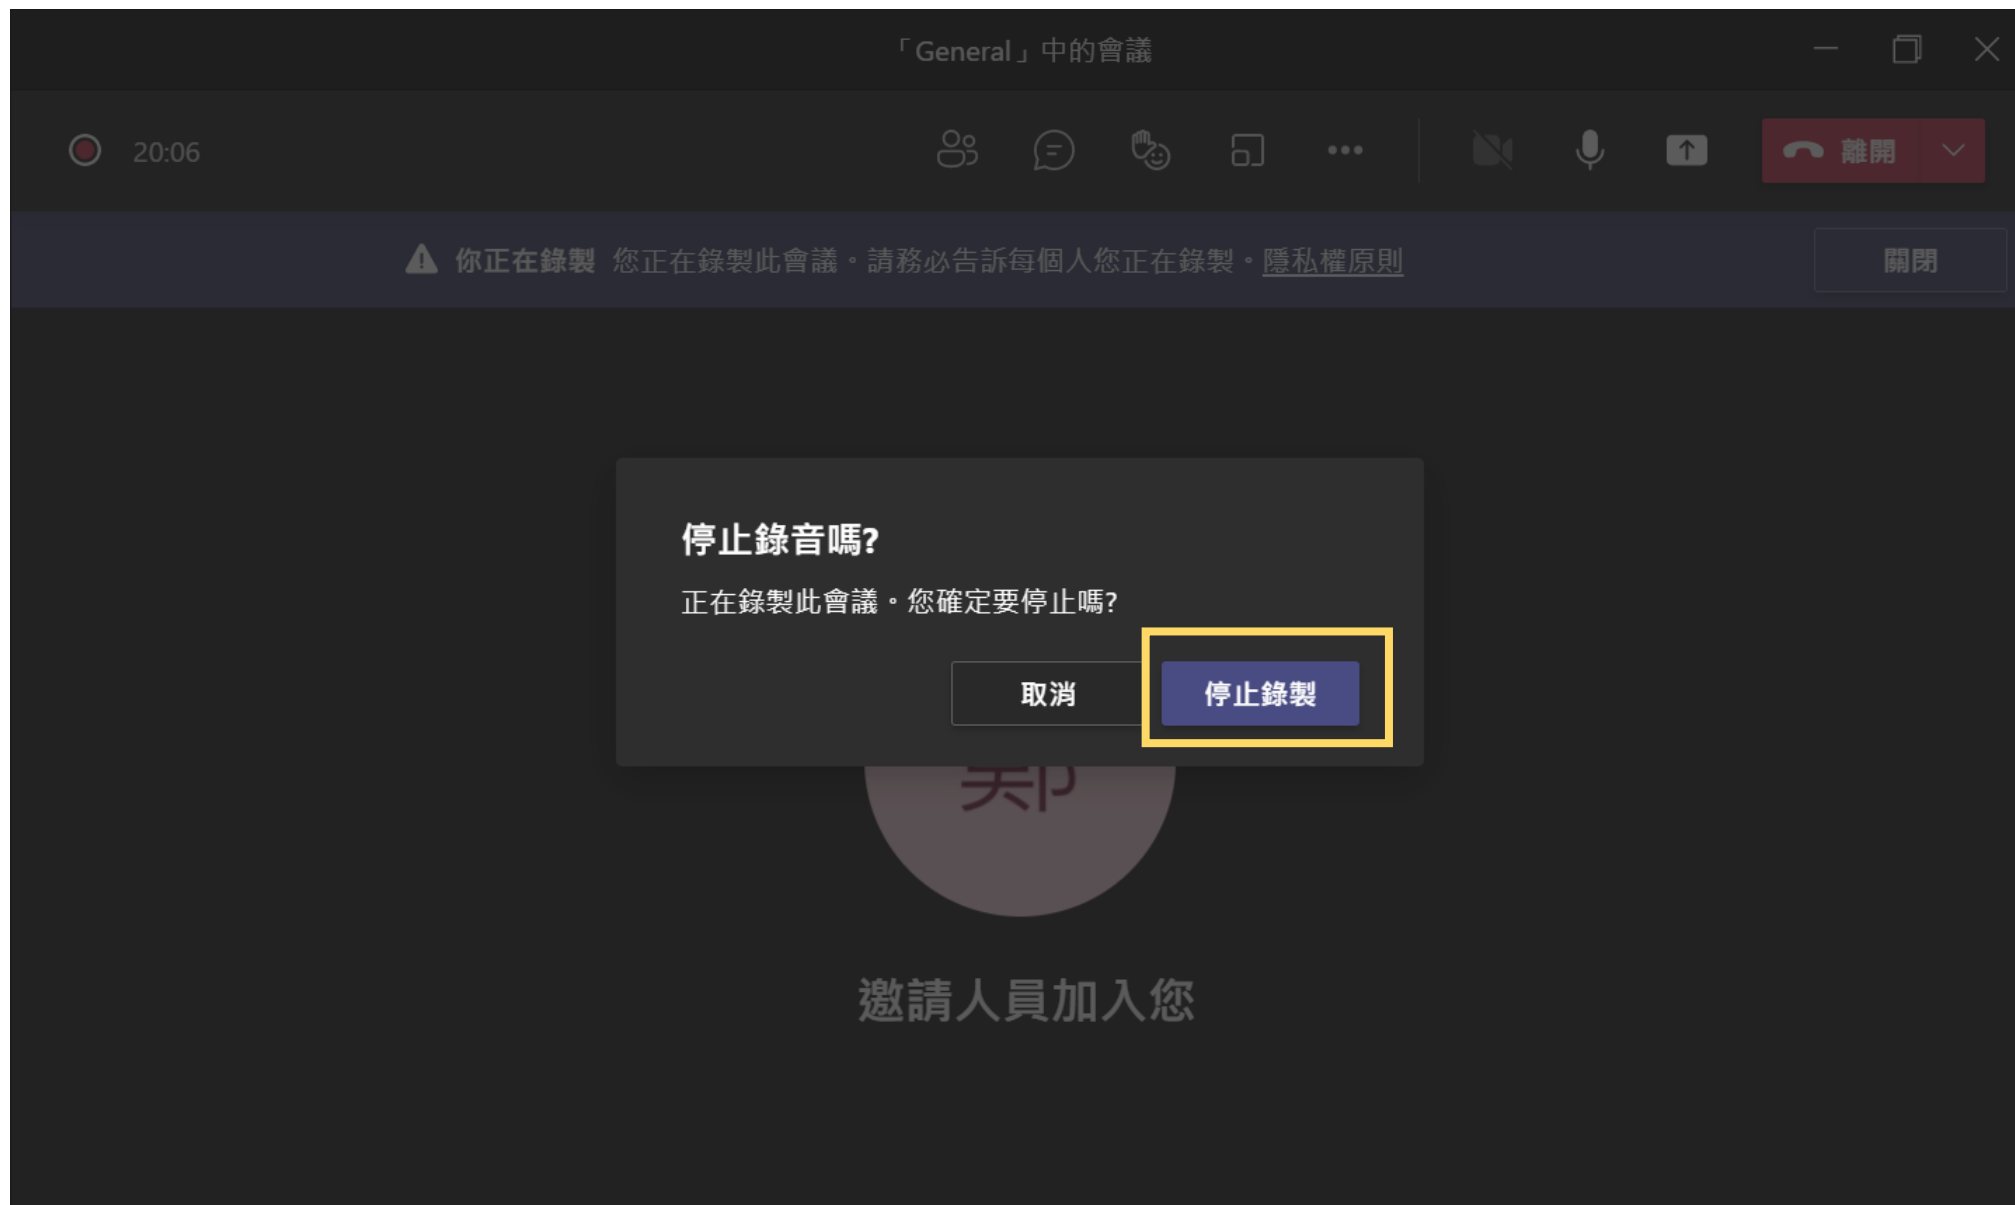 「General」中的會議
20:06
離開
你正在錄製 您正在錄製此會議。請務必告訴每個人您正在錄製。隱私權原則
關閉
停止錄音嗎?
正在錄製此會議。您確定要停止嗎?
取消
停止錄製
鄭
邀請人員加入您